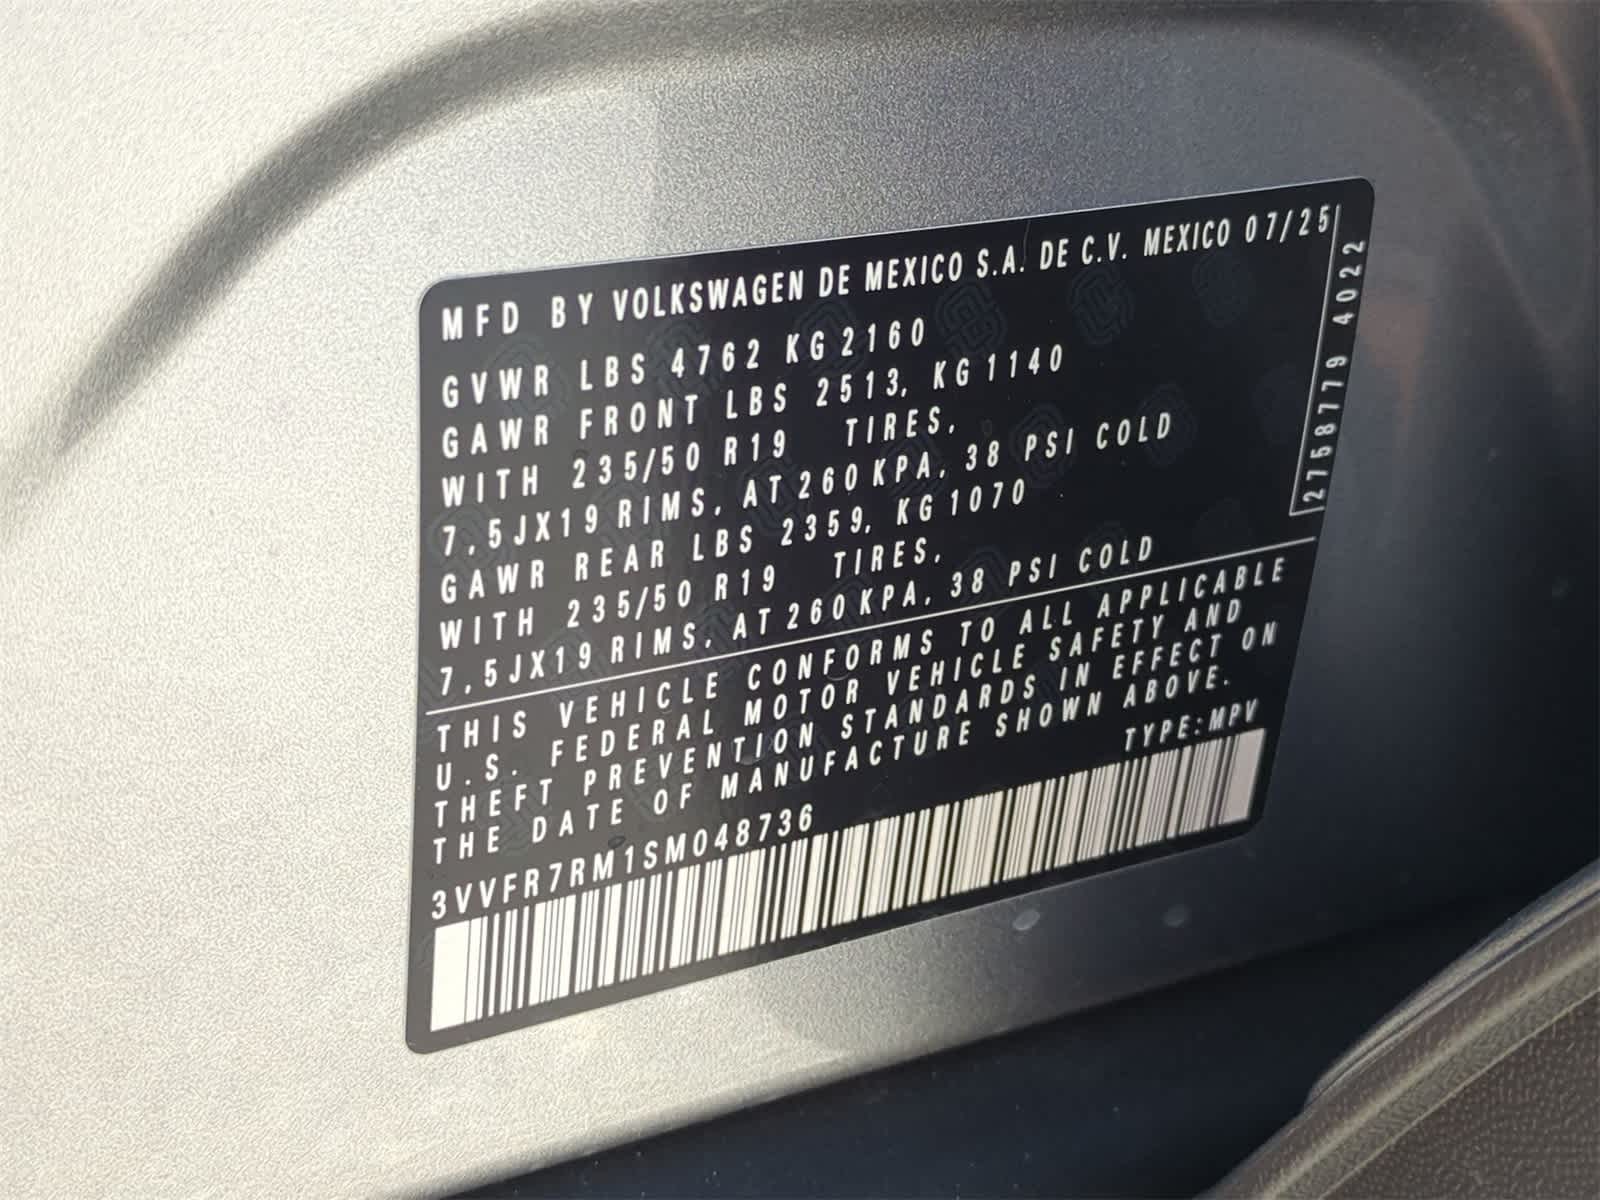 MFD BY VOLKSWAGEN DE MEXICO S.A. DE C.V. MEXICO 07/25
GVWR LBS 4762 KG 2160
GAWR FRONT LBS 2513, KG 1140
WITH 235/50 R19 TIRES,
7,5JX19 RIMS, AT 260 KPA, 38 PSI COLD
GAWR REAR LBS 2359, KG 1070
WITH 235/50 R19 TIRES,
7,5JX19 RIMS, AT 260 KPA, 38 PSI COLD
2758779 4022
THIS VEHICLE CONFORMS TO ALL APPLICABLE
U.S. FEDERAL MOTOR VEHICLE SAFETY AND
THEFT PREVENTION STANDARDS IN EFFECT ON
THE DATE OF MANUFACTURE SHOWN ABOVE.
TYPE: MPV
3VVFR7RM1SM048736